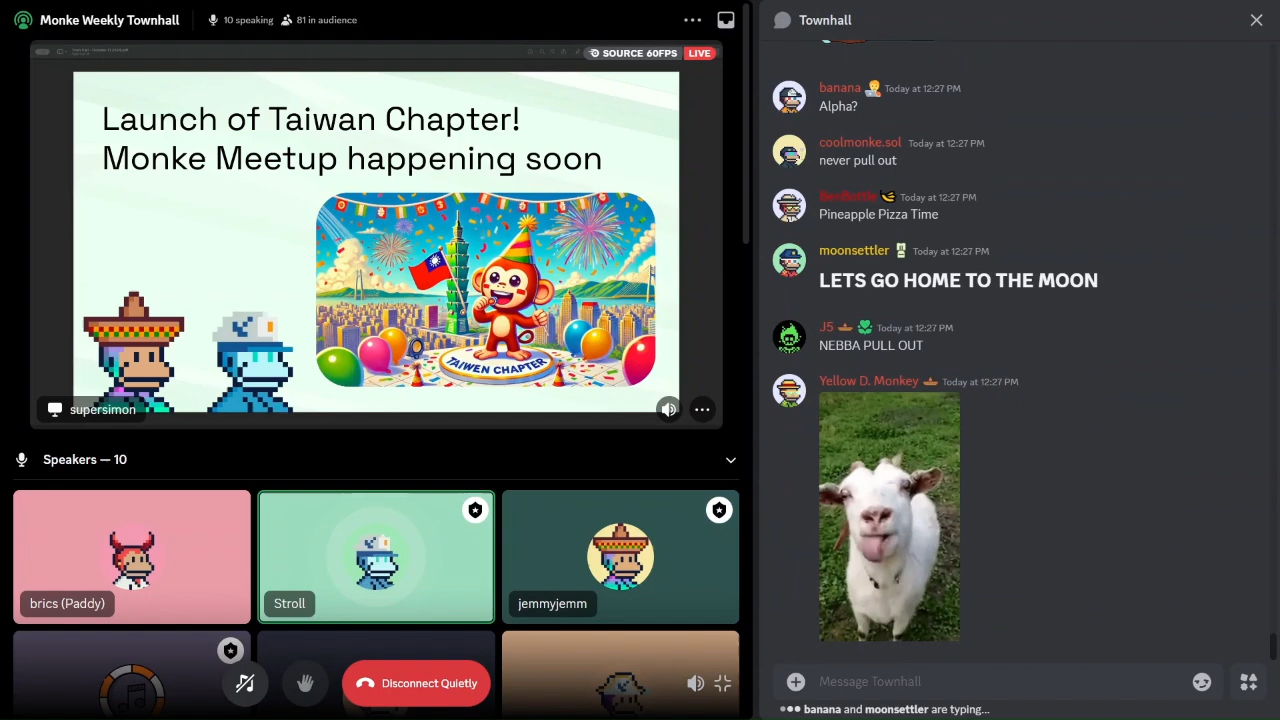 Monke Weekly Townhall
10 speaking
81 in audience
SOURCE 60FPS
LIVE
Launch of Taiwan Chapter!
Monke Meetup happening soon
TAIWEN CHAPTER
supersimon
Speakers — 10
brics (Paddy)
Stroll
jemmyjemm
Disconnect Quietly
Townhall
banana Today at 12:27 PM
Alpha?
coolmonke.sol Today at 12:27 PM
never pull out
Today at 12:27 PM
Pineapple Pizza Time
moonsettler Today at 12:27 PM
LETS GO HOME TO THE MOON
J5 Today at 12:27 PM
NEBBA PULL OUT
Yellow D. Monkey Today at 12:27 PM
Message Townhall
banana and moonsettler are typing...